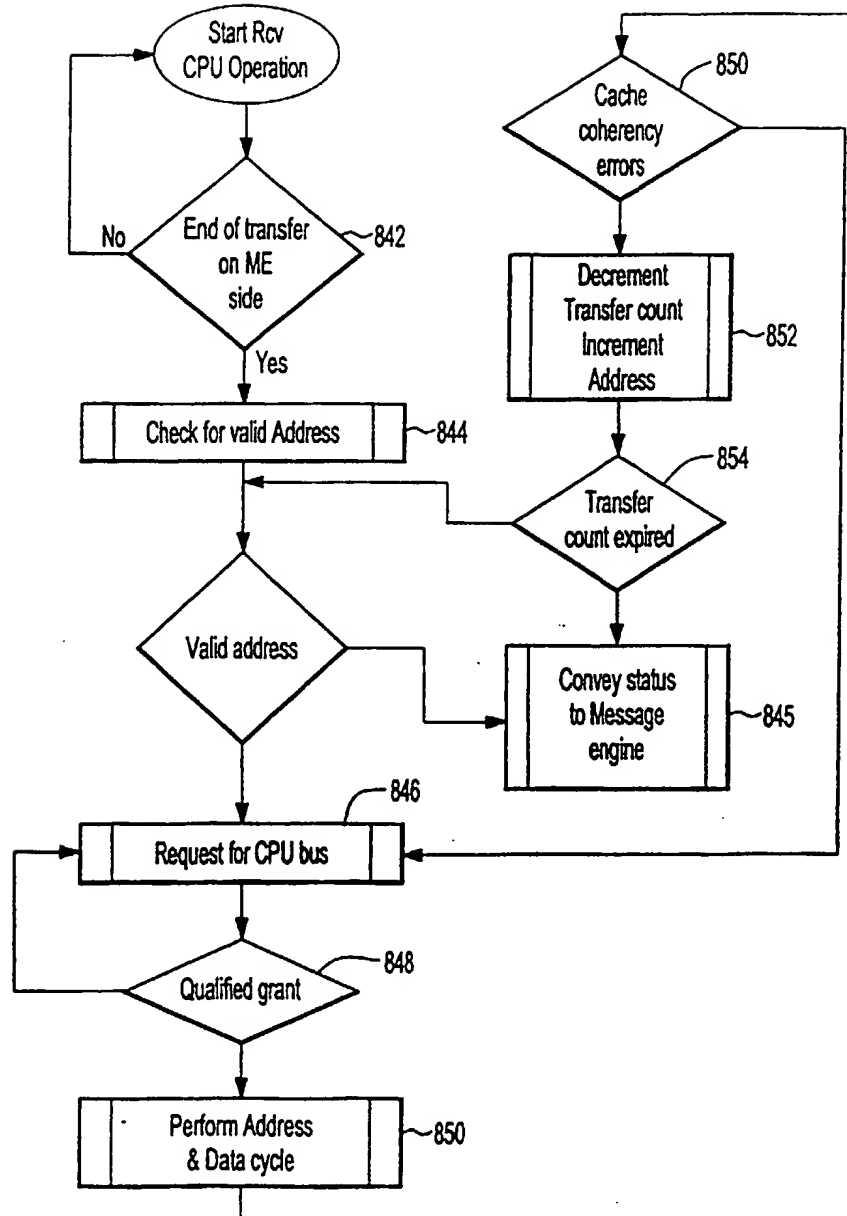 Start Rcv
CPU Operation
No
End of transfer
on ME
side
842
Yes
Check for valid Address
844
Valid address
846
Request for CPU bus
848
Qualified grant
Perform Address
& Data cycle
850
850
Cache
coherency
errors
Decrement
Transfer count
Increment
Address
852
854
Transfer
count expired
Convey status
to Message
engine
845